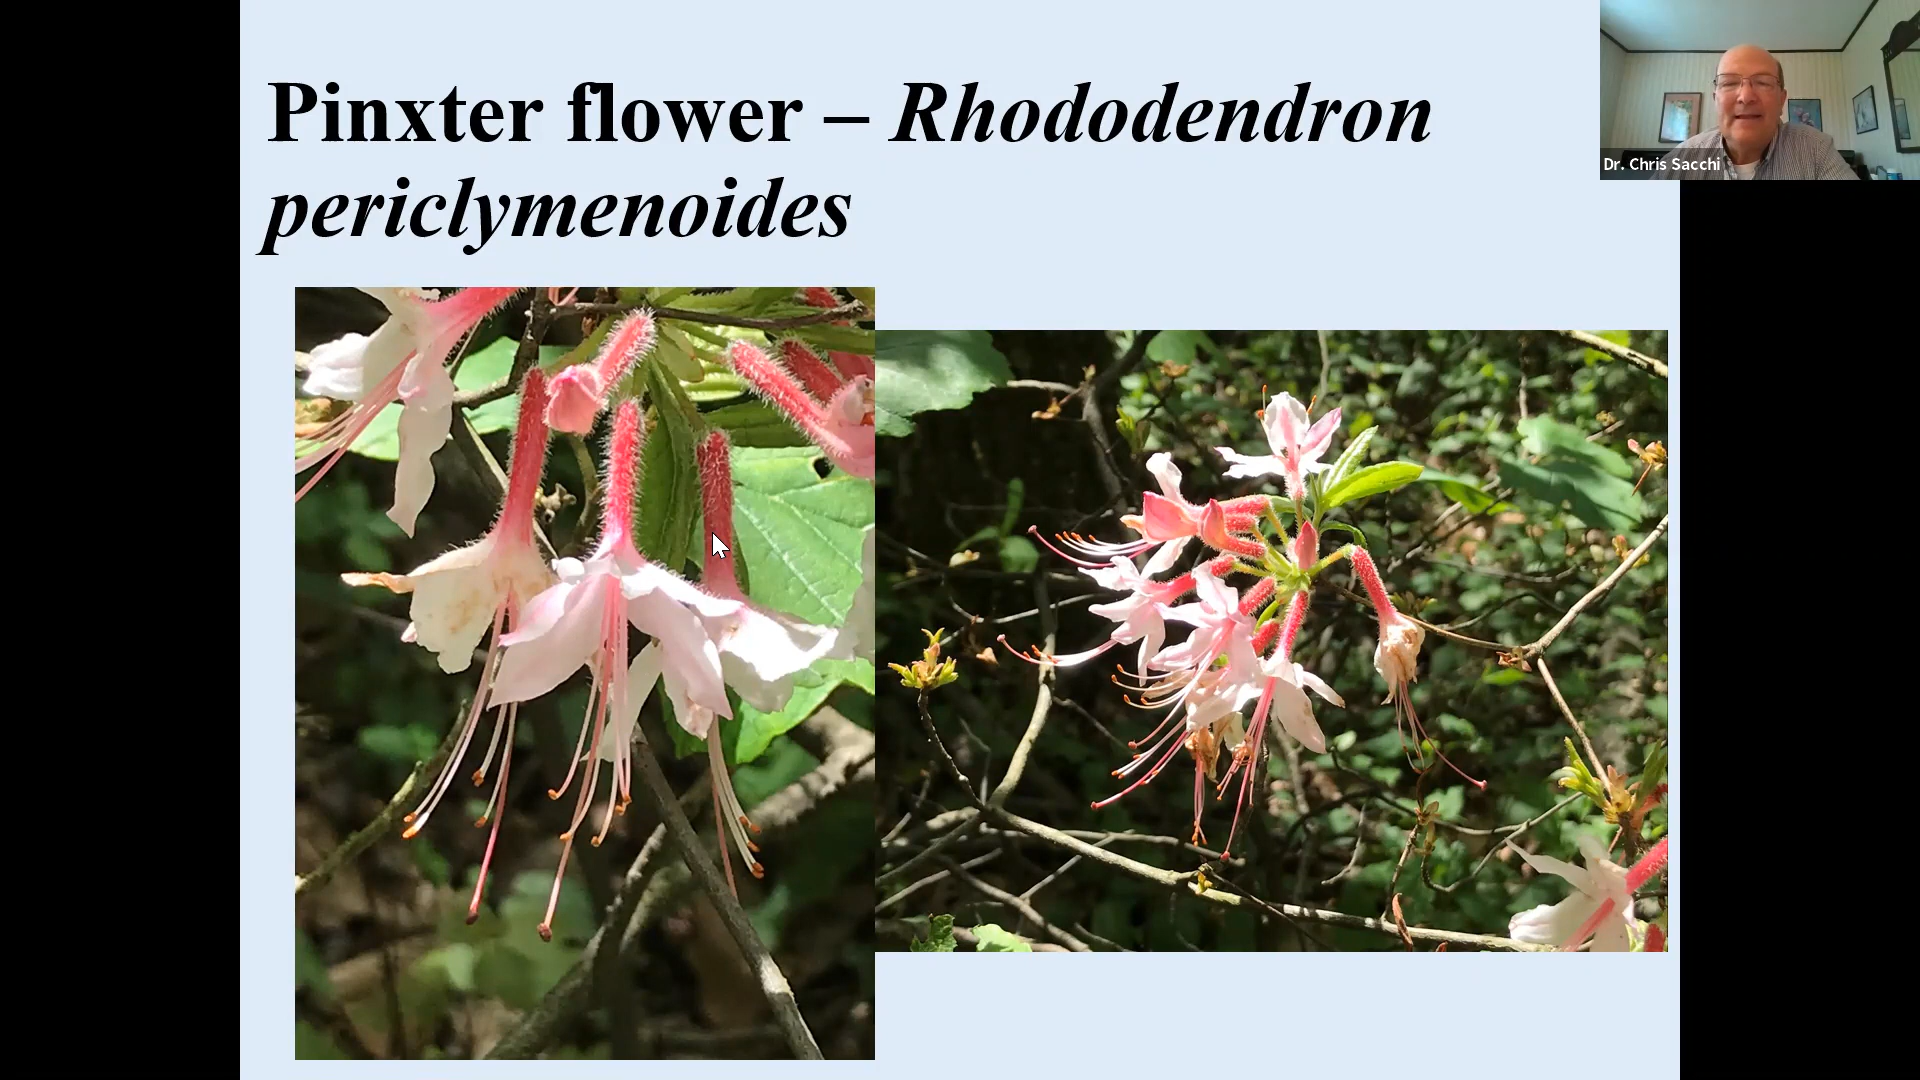 Pinxter flower – Rhododendron
periclymenoides
Dr. Chris Sacchi